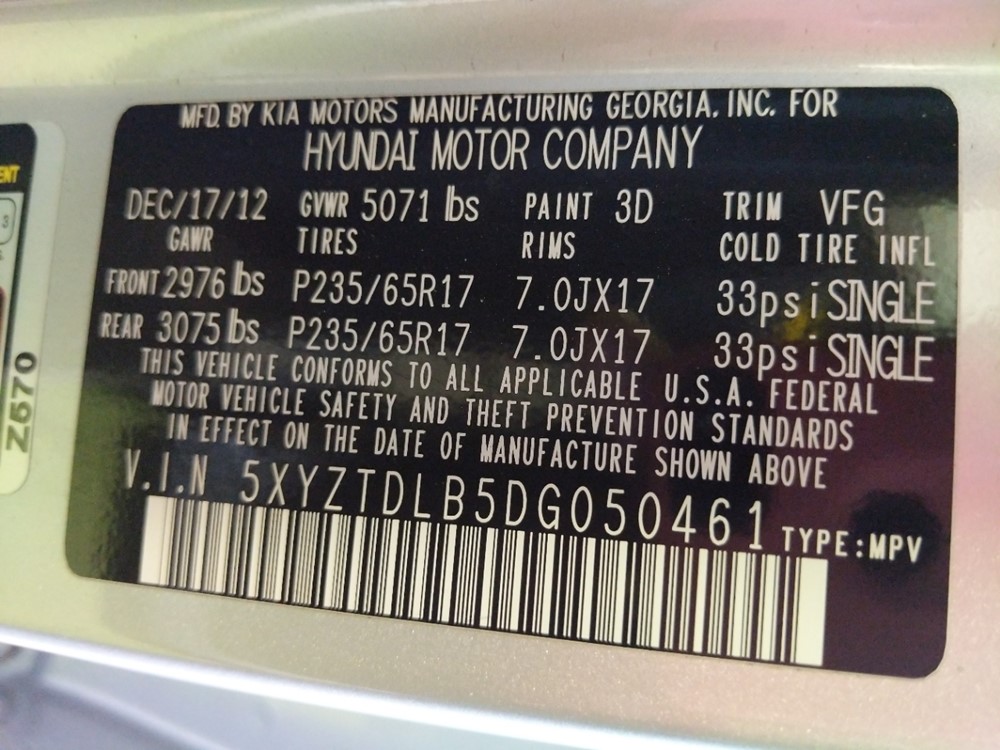 MFD. BY KIA MOTORS MANUFACTURING GEORGIA. INC. FOR
HYUNDAI MOTOR COMPANY
DEC/17/12 GVWR 5071 lbs PAINT 3D TRIM VFG
GAWR TIRES RIMS COLD TIRE INFL
FRONT 2976 lbs P235/65R17 7.0JX17 33psi SINGLE
REAR 3075 lbs P235/65R17 7.0JX17 33psi SINGLE
THIS VEHICLE CONFORMS TO ALL APPLICABLE U.S.A. FEDERAL
MOTOR VEHICLE SAFETY AND THEFT PREVENTION STANDARDS
IN EFFECT ON THE DATE OF MANUFACTURE SHOWN ABOVE
V.I.N 5XYZTDLB5DG050461 TYPE:MPV
3
Z670